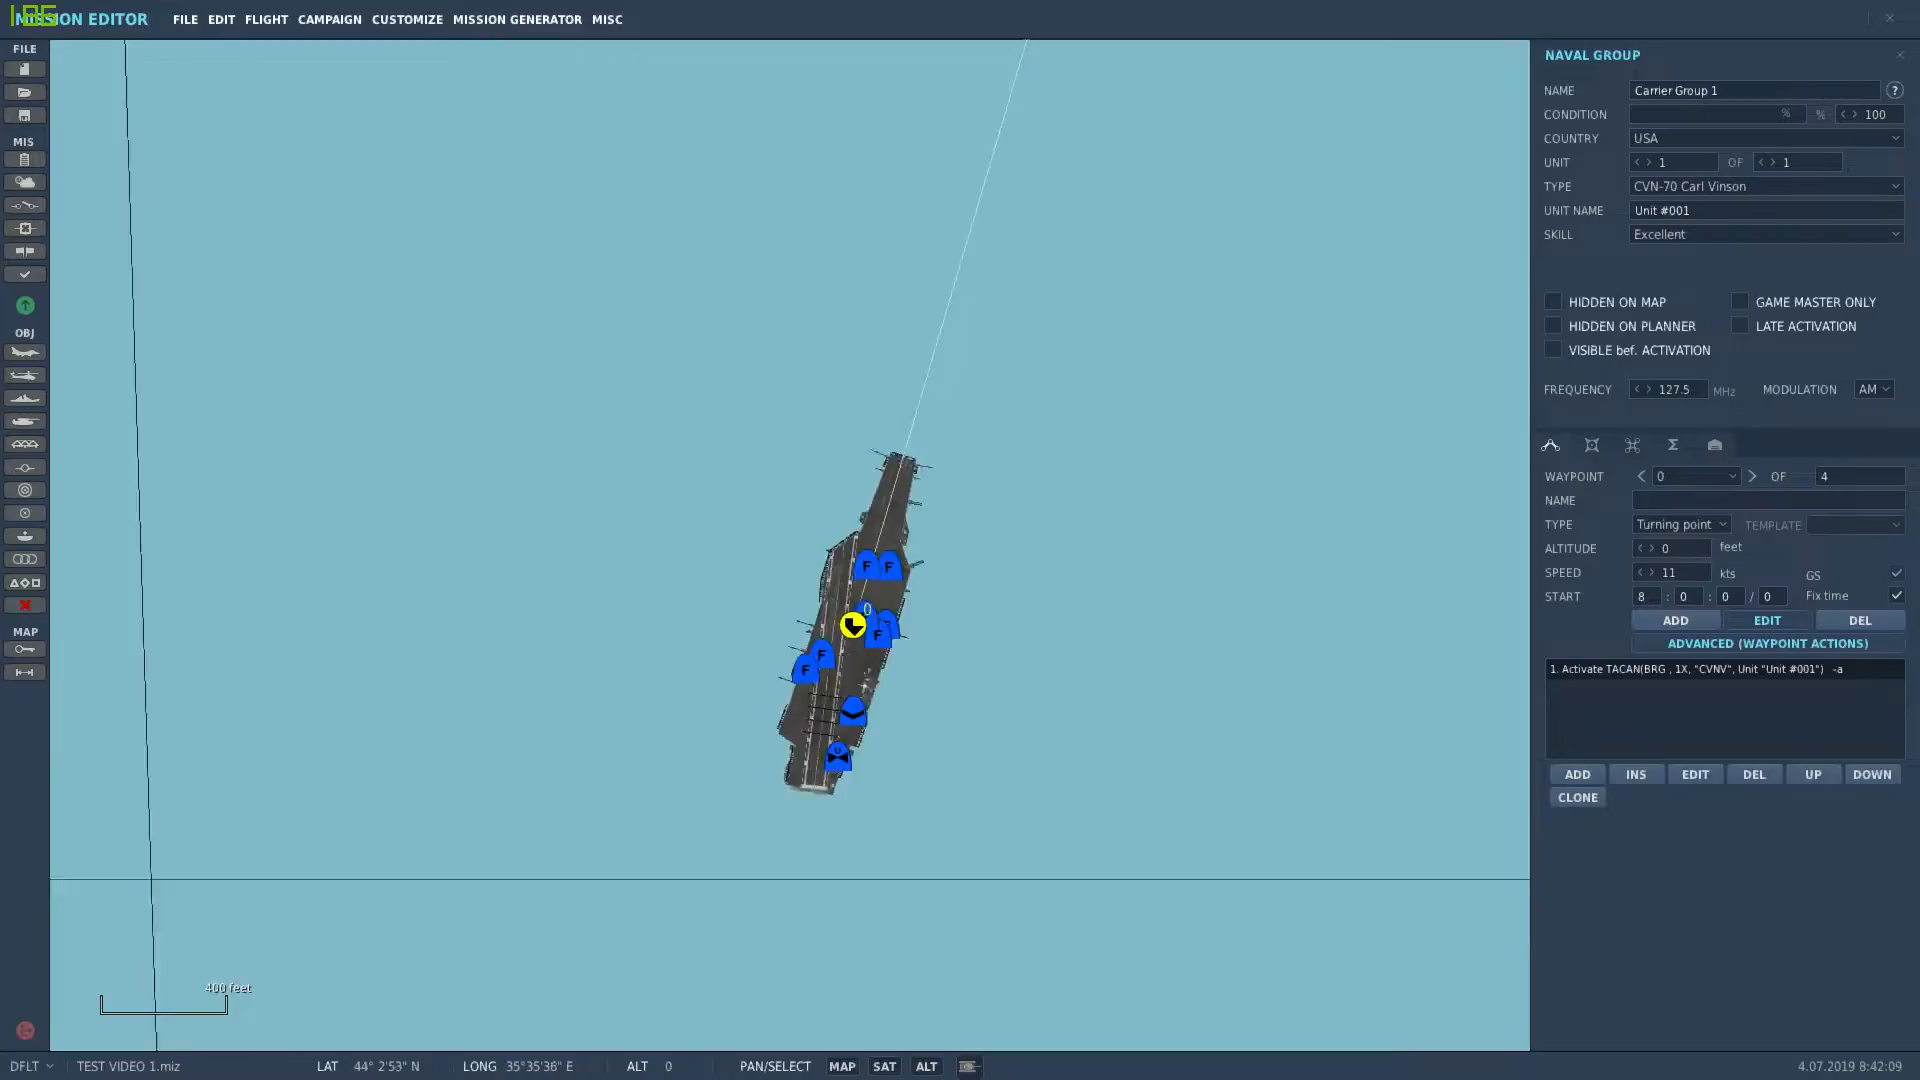 185
MISSION EDITOR FILE EDIT FLIGHT CAMPAIGN CUSTOMIZE MISSION GENERATOR MISC
FILE
MIS
OBJ
MAP
NAVAL GROUP
NAME Carrier Group 1 ?
CONDITION % % < > 100
COUNTRY USA
UNIT < > 1 OF < > 1
TYPE CVN-70 Carl Vinson
UNIT NAME Unit #001
SKILL Excellent
HIDDEN ON MAP GAME MASTER ONLY
HIDDEN ON PLANNER LATE ACTIVATION
VISIBLE bef. ACTIVATION
FREQUENCY < > 127.5 MHz MODULATION AM
WAYPOINT < 0 > OF 4
NAME
TYPE Turning point TEMPLATE
ALTITUDE < > 0 feet
SPEED < > 11 kts GS
START 8 : 0 : 0 / 0 Fix time
ADD EDIT DEL
ADVANCED (WAYPOINT ACTIONS)
1. Activate TACAN(BRG , 1X, "CVNV", Unit "Unit #001") -a
ADD INS EDIT DEL UP DOWN
CLONE
F F
0
F
F
F
U
400 feet
DFLT TEST VIDEO 1.miz LAT 44° 2'53" N LONG 35°35'36" E ALT 0 PAN/SELECT MAP SAT ALT 4.07.2019 8:42:09